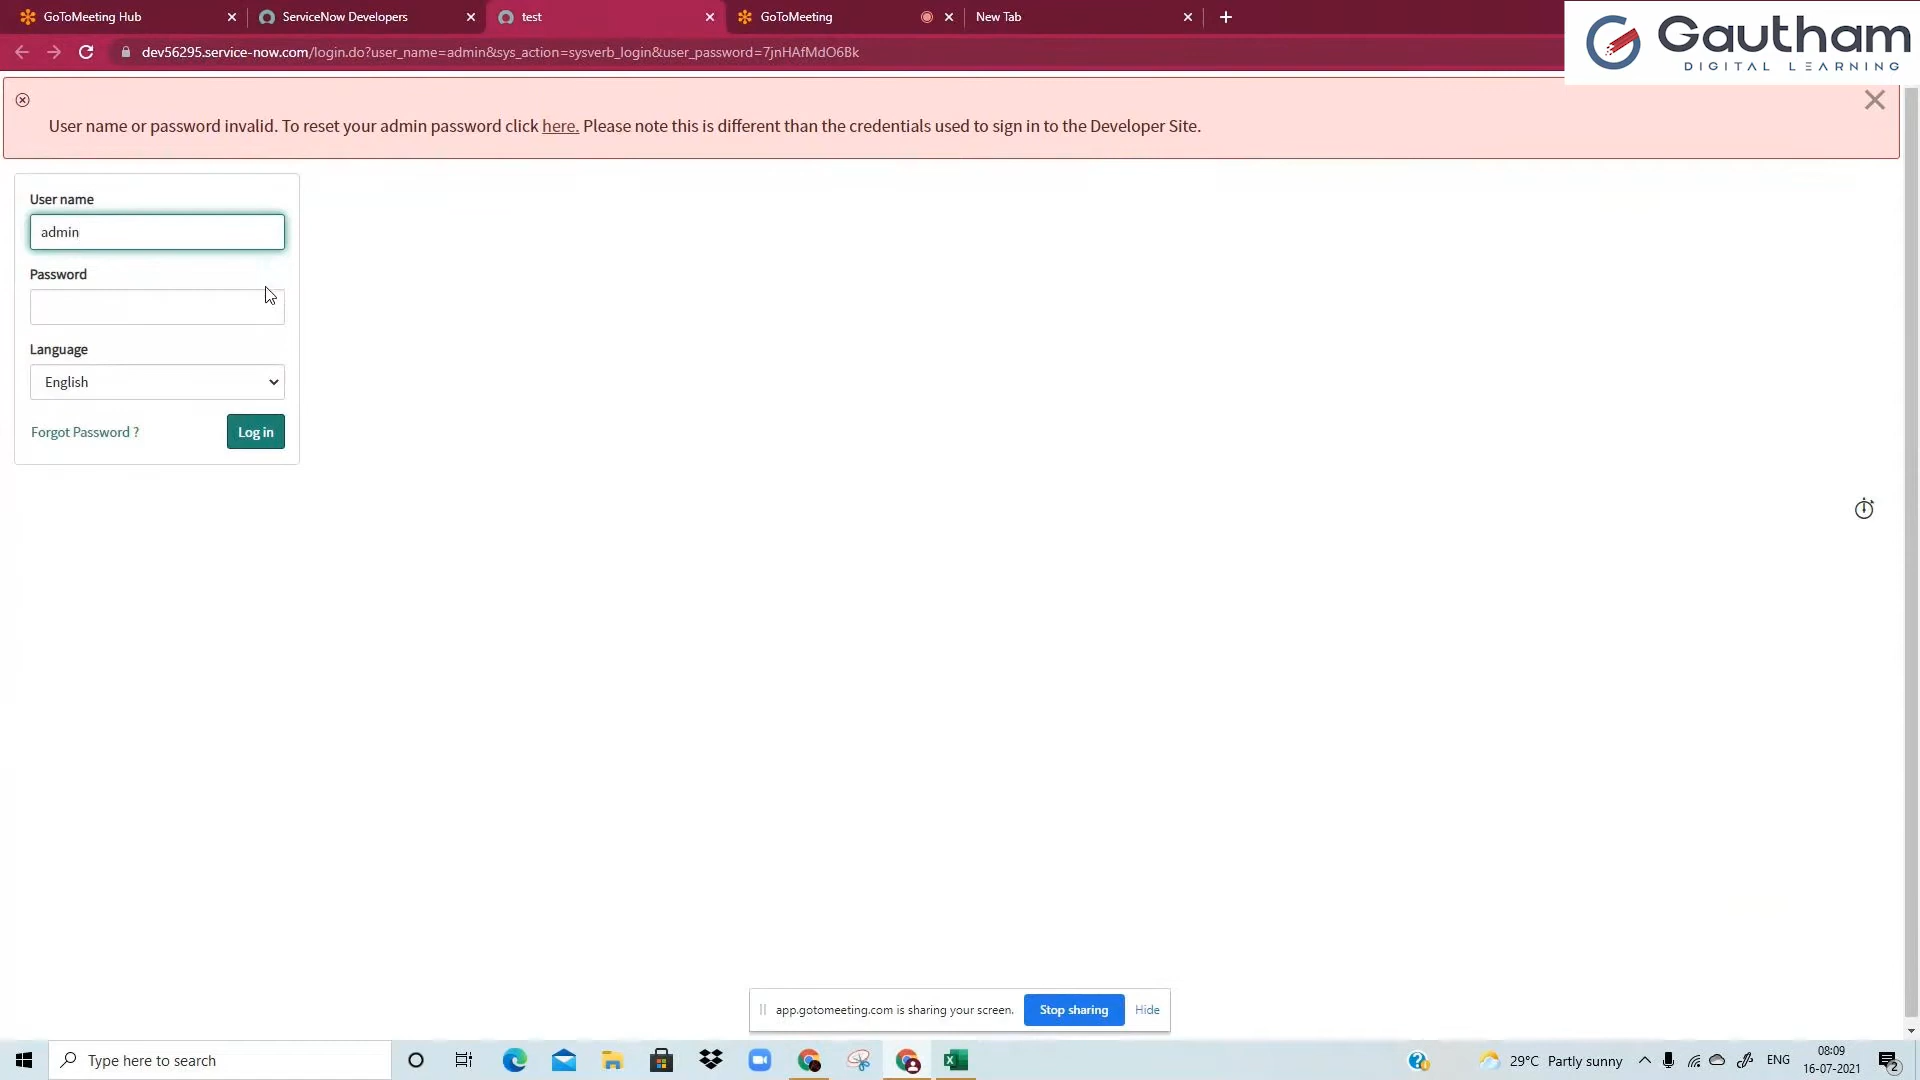 GoToMeeting Hub
ServiceNow Developers
test
GoToMeeting
New Tab
dev56295.service-now.com/login.do?user_name=admin&sys_action=sysverb_login&user_password=7jnHAfMdO6Bk
Gautham
DIGITAL LEARNING
User name or password invalid. To reset your admin password click here. Please note this is different than the credentials used to sign in to the Developer Site.
User name
admin
Password
Language
English
Forgot Password ?
Log in
app.gotomeeting.com is sharing your screen.
Stop sharing
Hide
Type here to search
29°C Partly sunny
ENG
08:09
16-07-2021
2